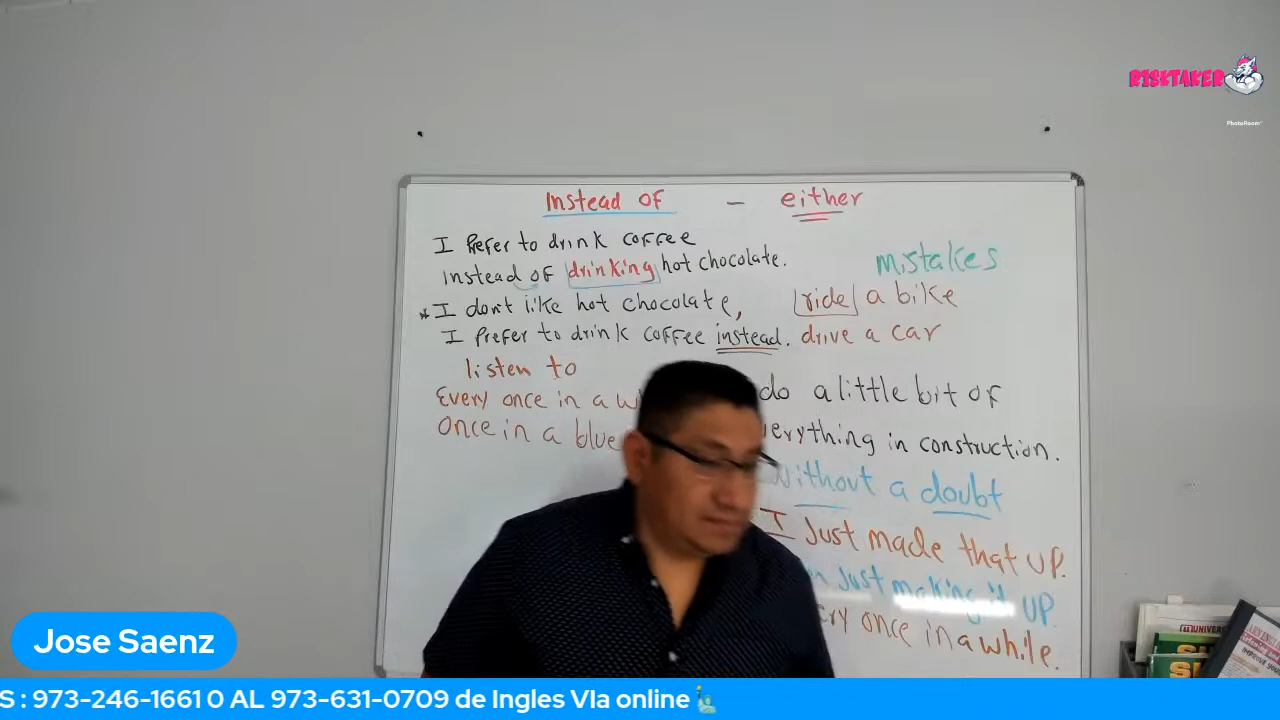 RISKTAKER
PhotoRoom
Instead of - either
I Prefer to drink coffee
instead of drinking hot chocolate.
mistakes
* I don't like hot chocolate,
ride a bike
I Prefer to drink coffee instead.
drive a car
listen to
Every once in a
do a little bit of
once in a blue
everything in construction.
without a doubt
I Just made that UP.
Just making it UP.
once in a while.
Jose Saenz
S : 973-246-1661 O AL 973-631-0709 de Ingles VIa online